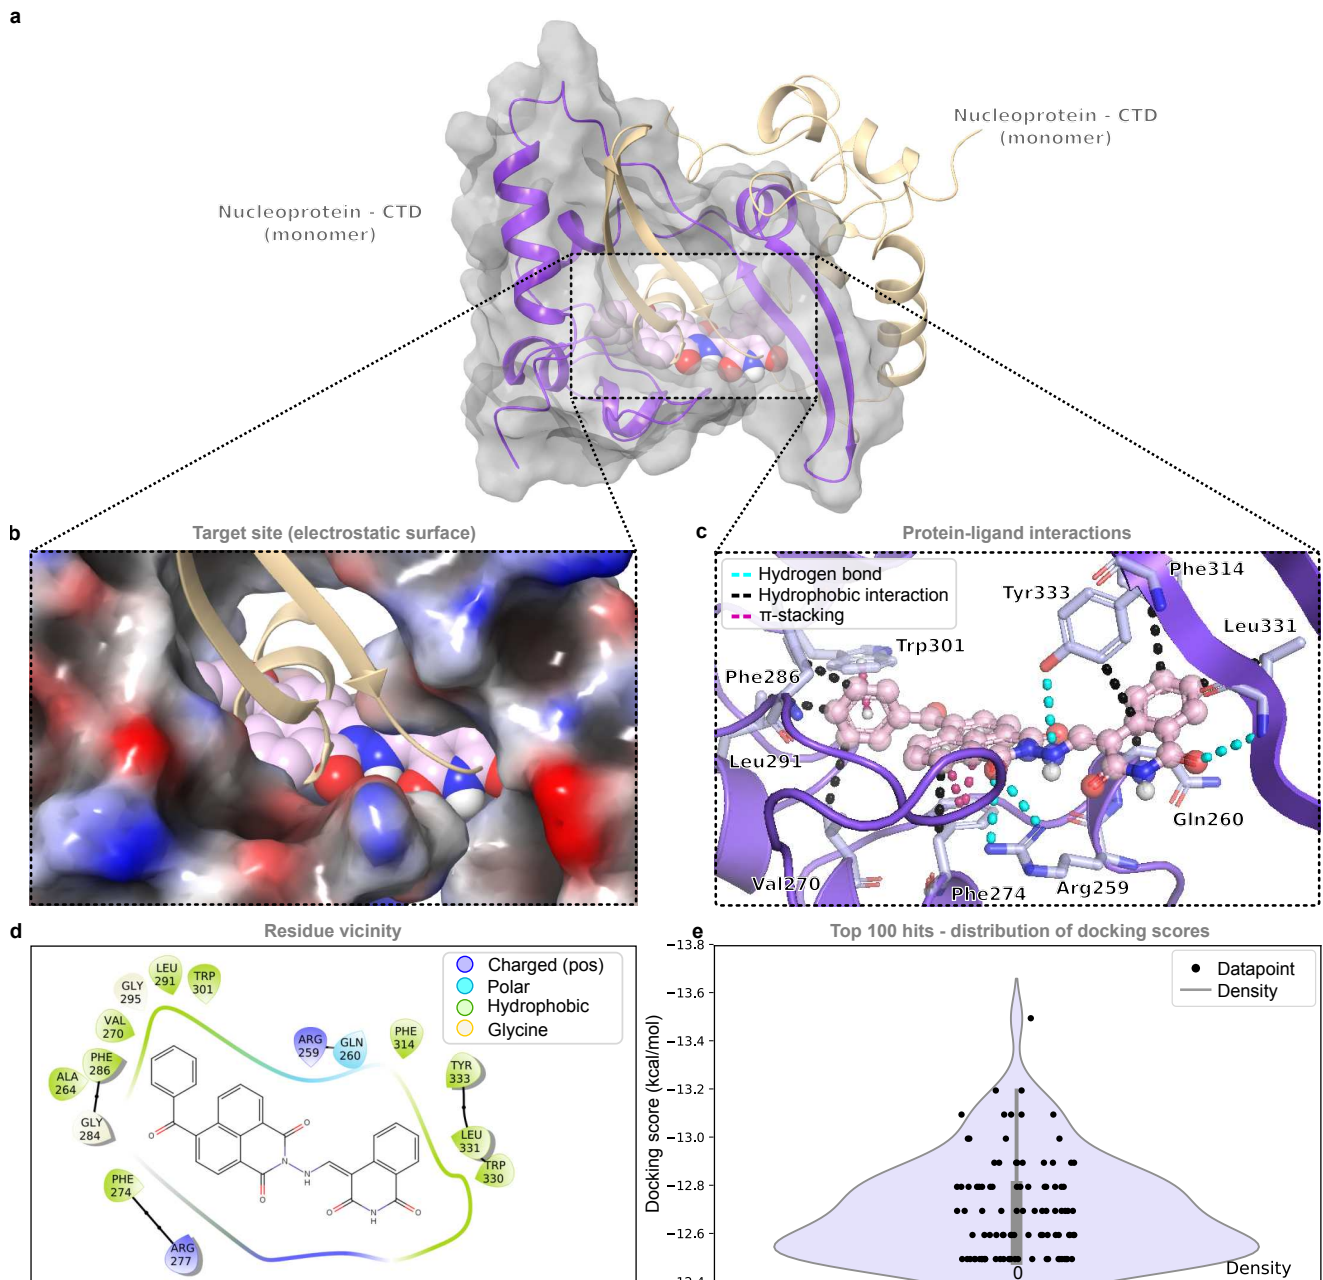 a
Nucleoprotein - CTD
(monomer)
Nucleoprotein - CTD
(monomer)
b
Target site (electrostatic surface)
c
Protein-ligand interactions
Hydrogen bond
Hydrophobic interaction
π-stacking
Phe314
Tyr333
Leu331
Trp301
Phe286
Leu291
Gln260
Val270
Phe274
Arg259
d
Residue vicinity
Charged (pos)
Polar
Hydrophobic
Glycine
LEU
291
TRP
301
GLY
295
VAL
270
PHE
286
ALA
264
GLY
284
ARG
259
GLN
260
PHE
314
TYR
333
LEU
331
TRP
330
PHE
274
ARG
277
O
O
N
N
H
O
O
N
H
O
e
Top 100 hits - distribution of docking scores
Datapoint
Density
Docking score (kcal/mol)
−13.8
−13.6
−13.4
−13.2
−13.0
−12.8
−12.6
−12.4
0
Density